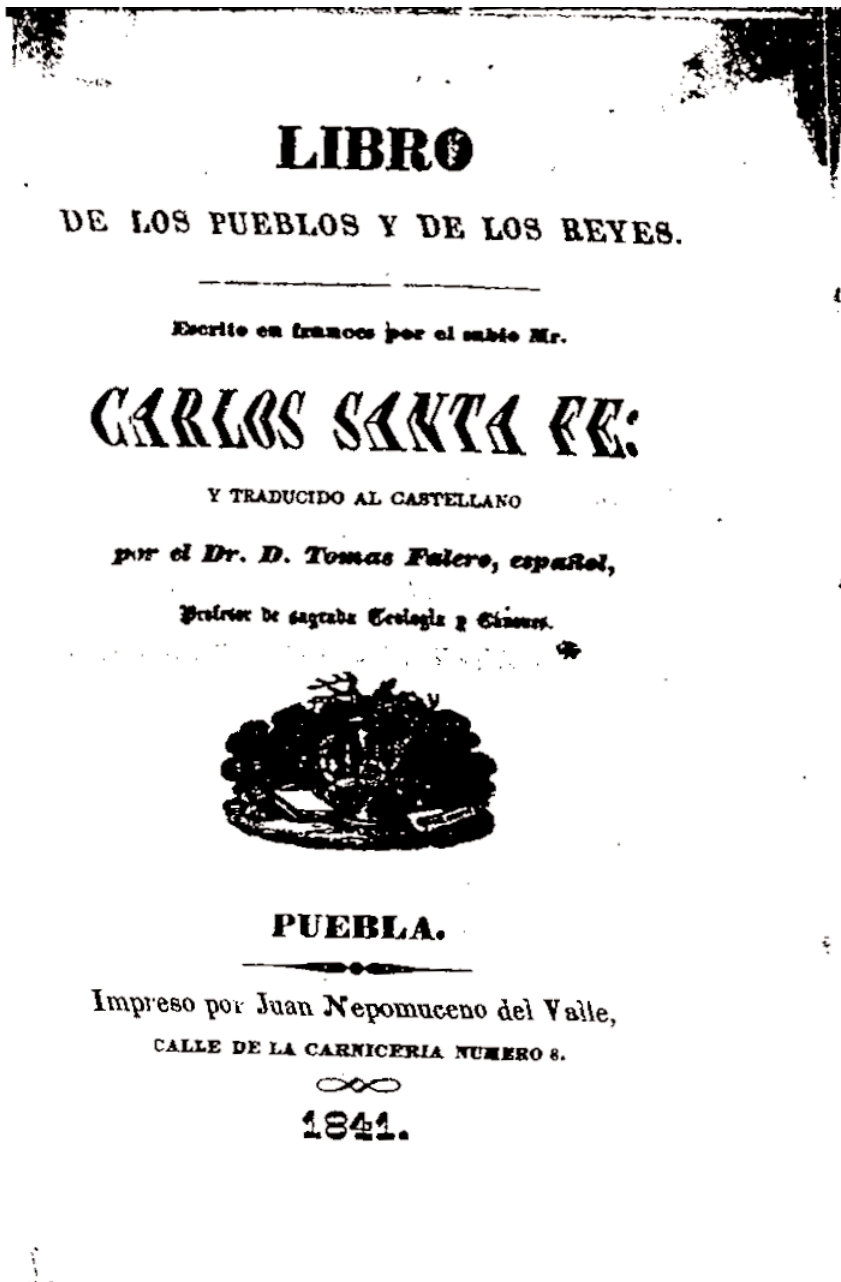 LIBRO
DE LOS PUEBLOS Y DE LOS REYES.
Escrito en frances por el sabio Mr.
CARLOS SANTA FE:
Y TRADUCIDO AL CASTELLANO
por el Dr. D. Tomas Falero, español,
Profesor de sagrada Teologia y Cánones.
PUEBLA.
Impreso por Juan Nepomuceno del Valle,
CALLE DE LA CARNICERIA NUMERO 8.
1841.